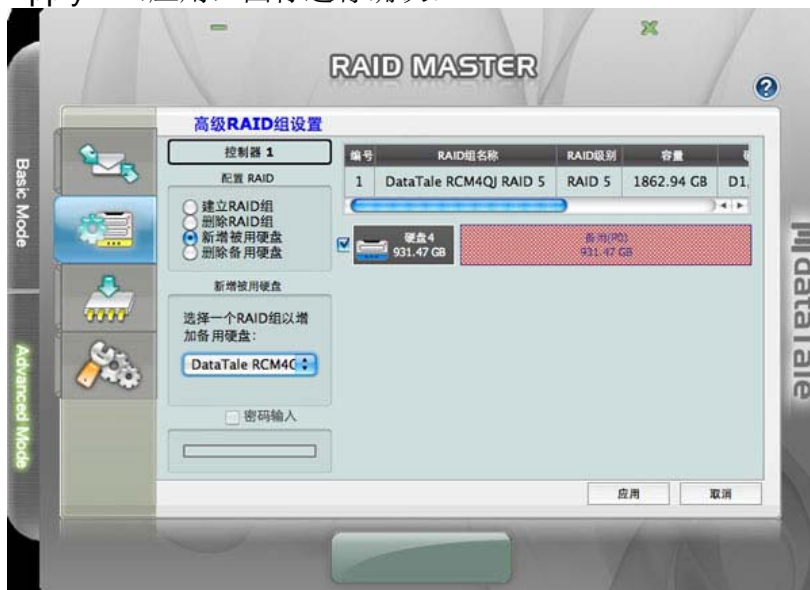 RAID MASTER
高级RAID组设置
Basic Mode
Advanced Mode
控制器 1
配置 RAID
建立RAID组
删除RAID组
新增被用硬盘
删除备用硬盘
新增被用硬盘
选择一个RAID组以增
加备用硬盘：
DataTale RCM4Q
密码输入
编号 RAID组名称 RAID级别 容量
1 DataTale RCM4QJ RAID 5 RAID 5 1862.94 GB D1,
硬盘4
931.47 GB
备用(P0)
931.47 GB
应用 取消
DataTale